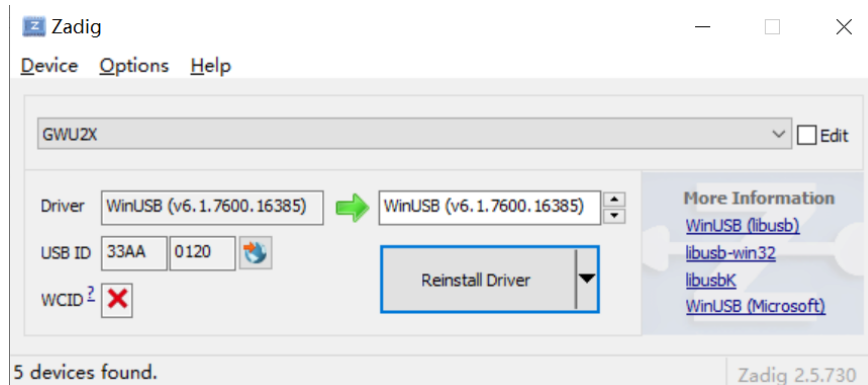 Zadig
Device Options Help
GWU2X
Edit
Driver WinUSB (v6.1.7600.16385) WinUSB (v6.1.7600.16385)
USB ID 33AA 0120
WCID ?
Reinstall Driver
More Information
WinUSB (libusb)
libusb-win32
libusbK
WinUSB (Microsoft)
5 devices found.
Zadig 2.5.730